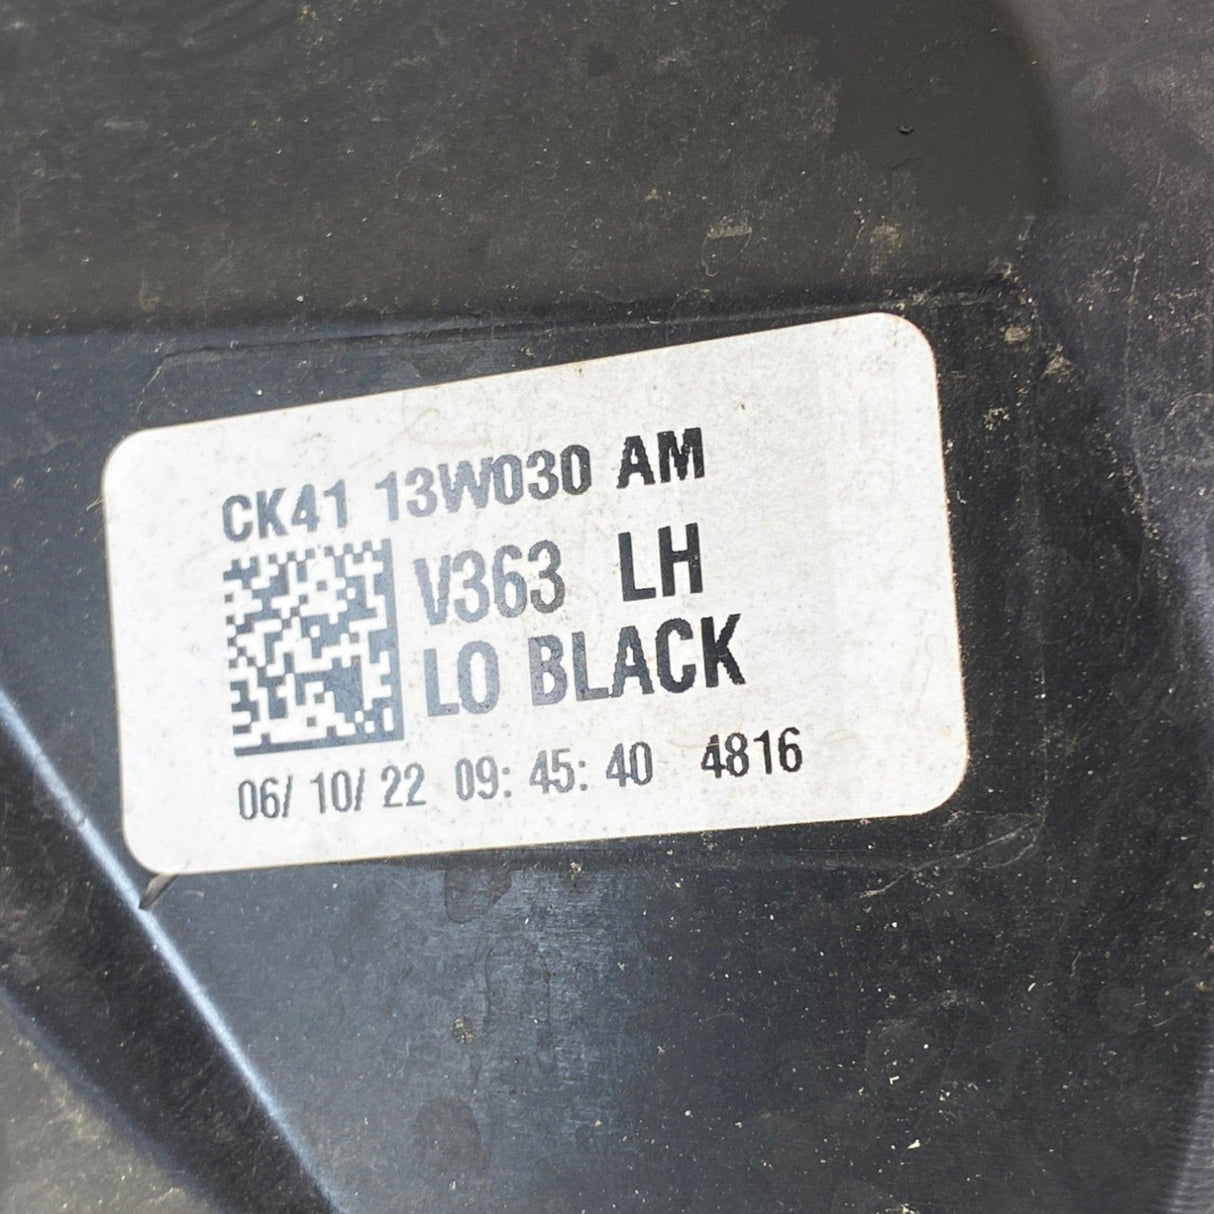 CK41 13W030 AM
V363 LH
LO BLACK
06/ 10/ 22 09: 45: 40 4816